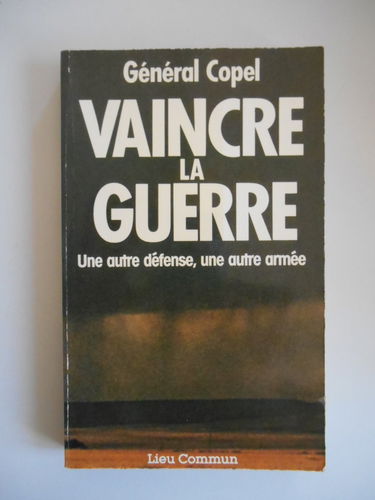 Général Copel
VAINCRE
LA
GUERRE
Une autre défense, une autre armée
Lieu Commun